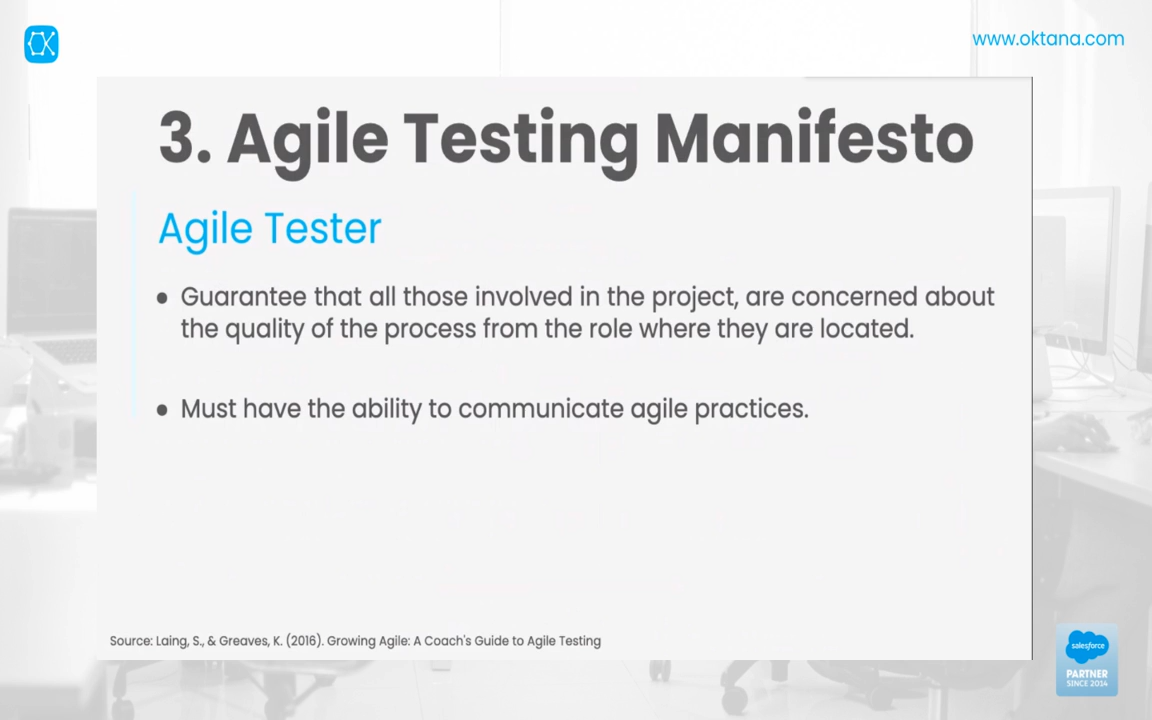 www.oktana.com
3. Agile Testing Manifesto
Agile Tester
● Guarantee that all those involved in the project, are concerned about
the quality of the process from the role where they are located.
● Must have the ability to communicate agile practices.
Source: Laing, S., & Greaves, K. (2016). Growing Agile: A Coach's Guide to Agile Testing
salesforce
PARTNER
SINCE 2014